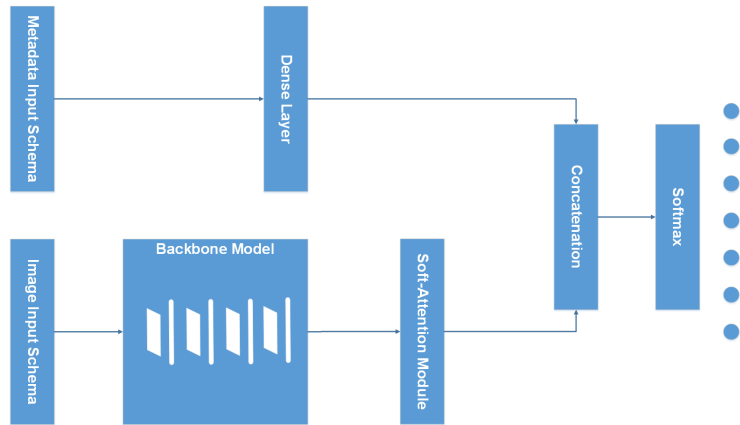 Metadata Input Schema
Dense Layer
Concatenation
Softmax
Image Input Schema
Backbone Model
Soft-Attention Module